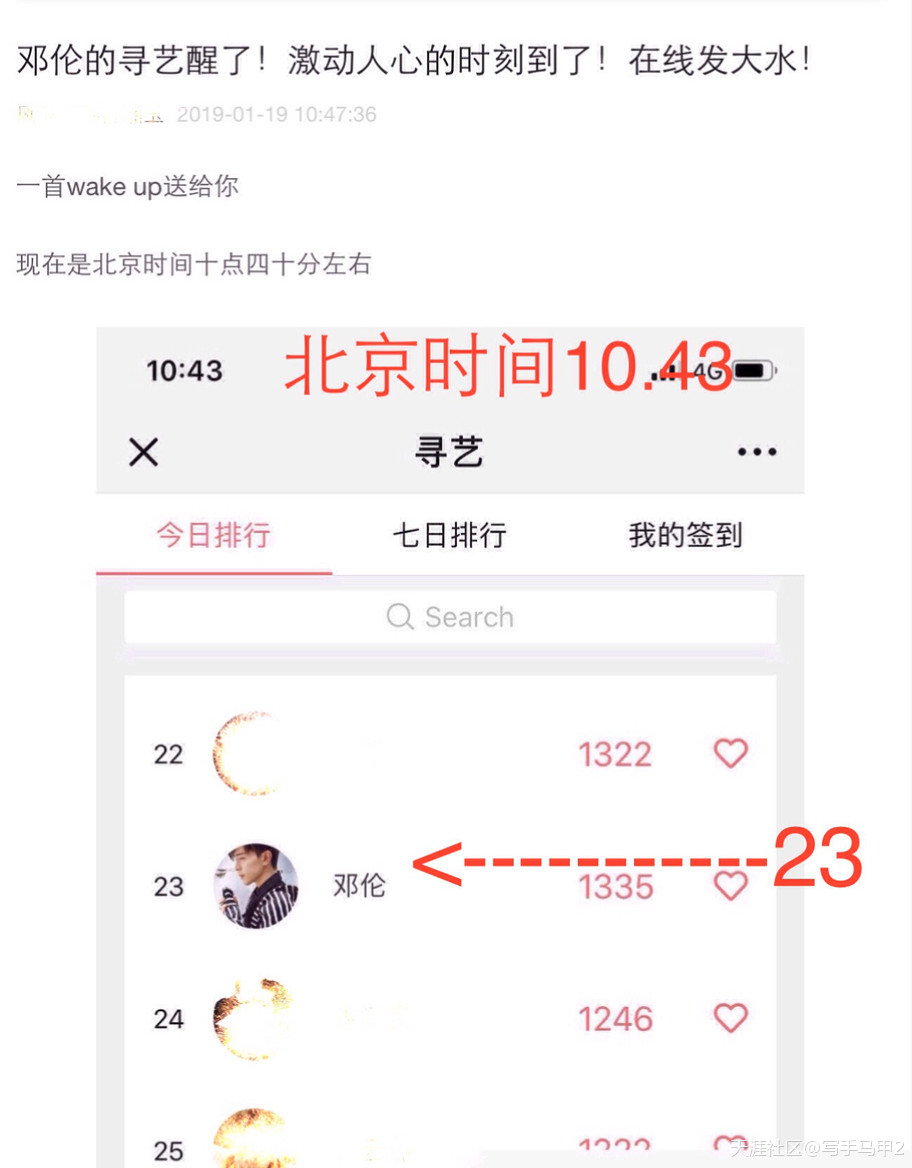 邓伦的寻艺醒了！激动人心的时刻到了！在线发大水！
2019-01-19 10:47:36
一首wake up送给你
现在是北京时间十点四十分左右
10:43
北京时间10.43
4G
寻艺
今日排行
七日排行
我的签到
Search
22
1322
23
邓伦
1335
<------------23
24
1246
25
天涯社区@写手马甲2